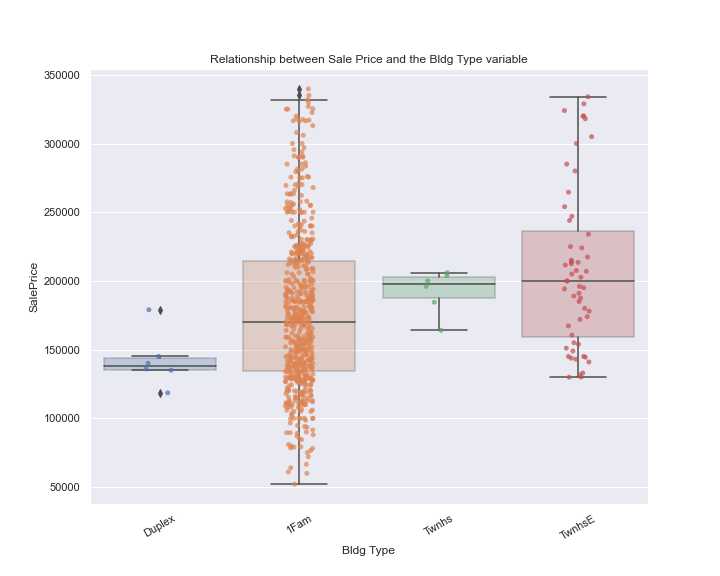 Relationship between Sale Price and the Bldg Type variable
350000
300000
250000
200000
150000
100000
50000
SalePrice
Duplex
1Fam
Twnhs
TwnhsE
Bldg Type